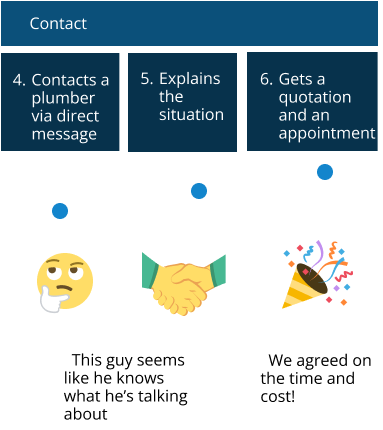 Contact
4. Contacts a
plumber
via direct
message
5. Explains
the
situation
6. Gets a
quotation
and an
appointment
This guy seems
like he knows
what he's talking
about
We agreed on
the time and
cost!